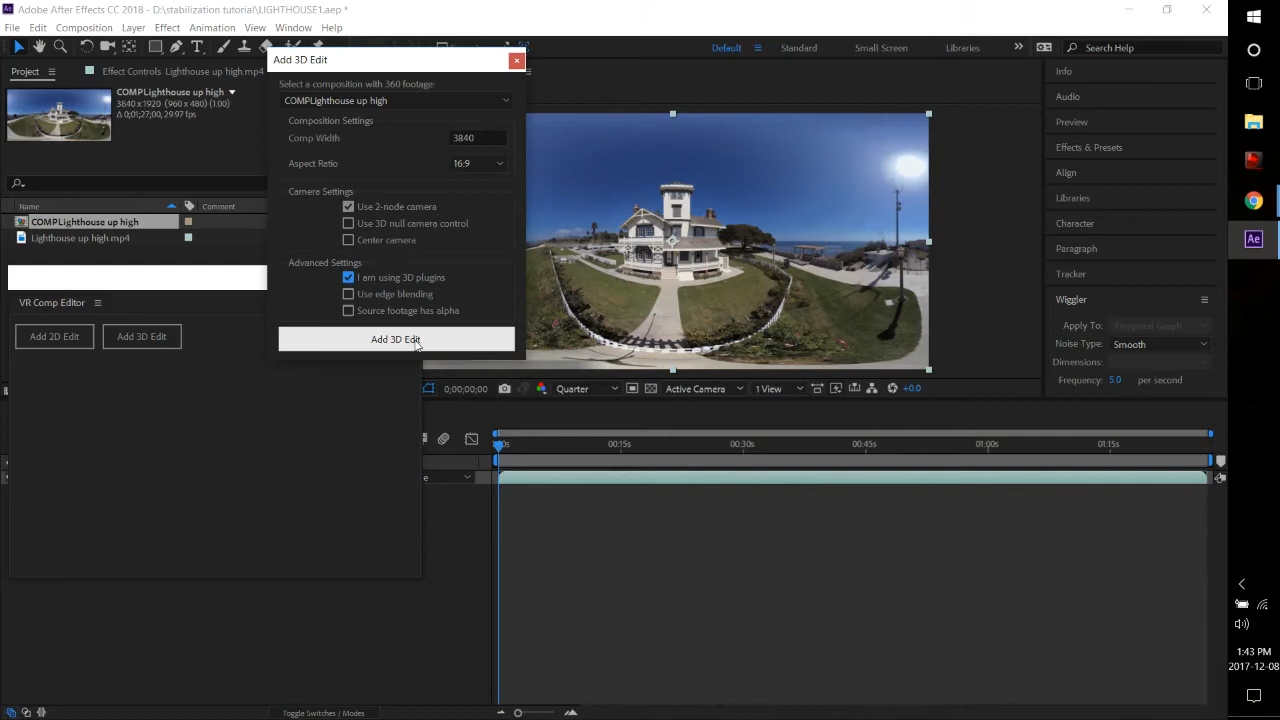 Adobe After Effects CC 2018 - D:\stabilization tutorial\LIGHTHOUSE1.aep *
File Edit Composition Layer Effect Animation View Window Help
Default Standard Small Screen Libraries Search Help
Project
Effect Controls Lighthouse up high.mp4
COMPLighthouse up high
3840 x 1920 (960 x 480) (1.00)
Δ 0;01;27;00, 29.97 fps
Name Comment
COMPLighthouse up high
Lighthouse up high.mp4
VR Comp Editor
Add 2D Edit Add 3D Edit
Add 3D Edit
Select a composition with 360 footage:
COMPLighthouse up high
Composition Settings
Comp Width 3840
Aspect Ratio 16:9
Camera Settings
Use 2-node camera
Use 3D null camera control
Center camera
Advanced Settings
I am using 3D plugins
Use edge blending
Source footage has alpha
Add 3D Edit
0;00;00;00 Quarter Active Camera 1 View +0.0
00:15s 00:30s 00:45s 01:00s 01:15s
Toggle Switches / Modes
Info
Audio
Preview
Effects & Presets
Align
Libraries
Character
Paragraph
Tracker
Wiggler
Apply To: Temporal Graph
Noise Type: Smooth
Dimensions:
Frequency: 5.0 per second
Ae
1:43 PM
2017-12-08